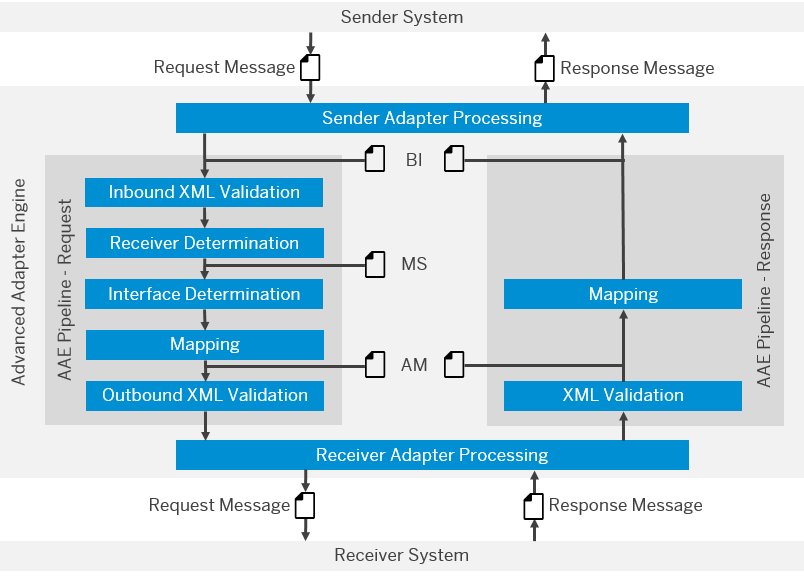 Sender System
Request Message
Response Message
Sender Adapter Processing
BI
Inbound XML Validation
Receiver Determination
MS
Interface Determination
Mapping
Mapping
AM
Outbound XML Validation
XML Validation
Advanced Adapter Engine
AAE Pipeline - Request
AAE Pipeline - Response
Receiver Adapter Processing
Request Message
Response Message
Receiver System